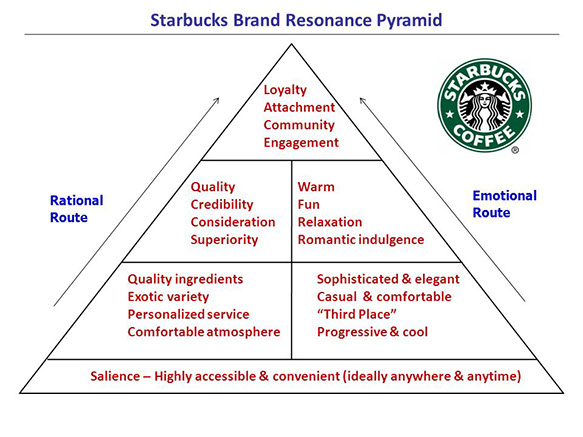 Starbucks Brand Resonance Pyramid
Loyalty
Attachment
Community
Engagement
STARBUCKS
COFFEE
®
Rational
Route
Quality
Credibility
Consideration
Superiority
Warm
Fun
Relaxation
Romantic indulgence
Emotional
Route
Quality ingredients
Exotic variety
Personalized service
Comfortable atmosphere
Sophisticated & elegant
Casual & comfortable
“Third Place”
Progressive & cool
Salience – Highly accessible & convenient (ideally anywhere & anytime)